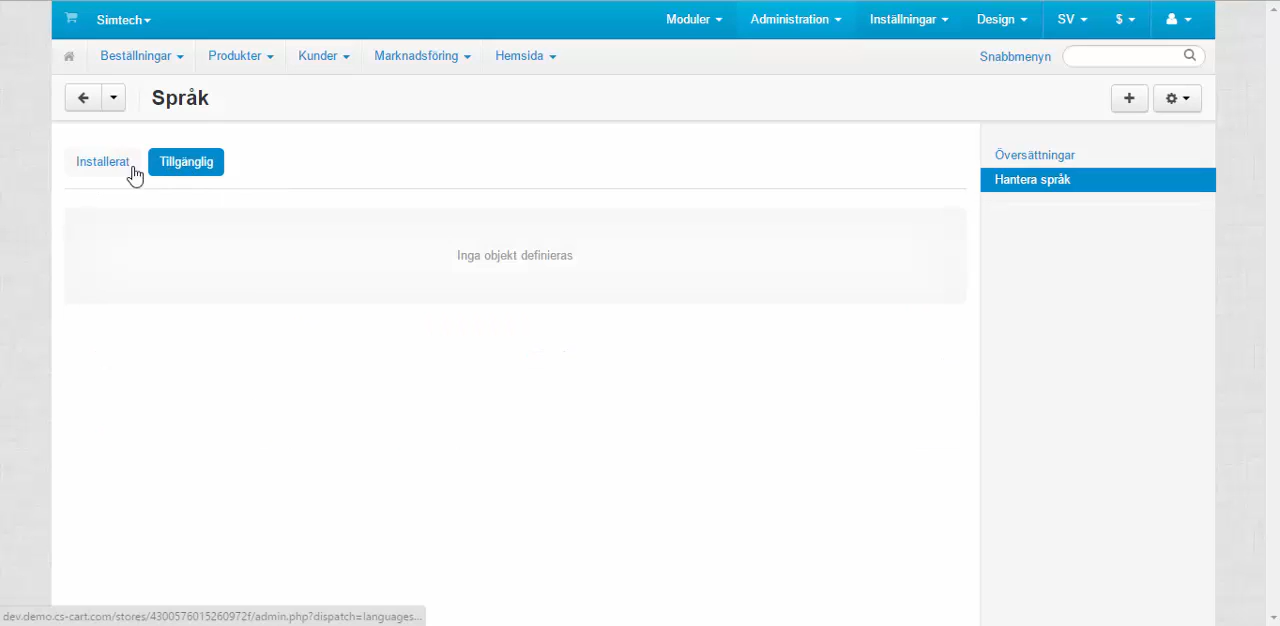 Simtech Moduler Administration Inställningar Design SV $
Beställningar Produkter Kunder Marknadsföring Hemsida Snabbmenyn
Språk
Installerat Tillgänglig
Översättningar
Hantera språk
Inga objekt definieras
dev.demo.cs-cart.com/stores/4300576015260972f/admin.php?dispatch=languages...